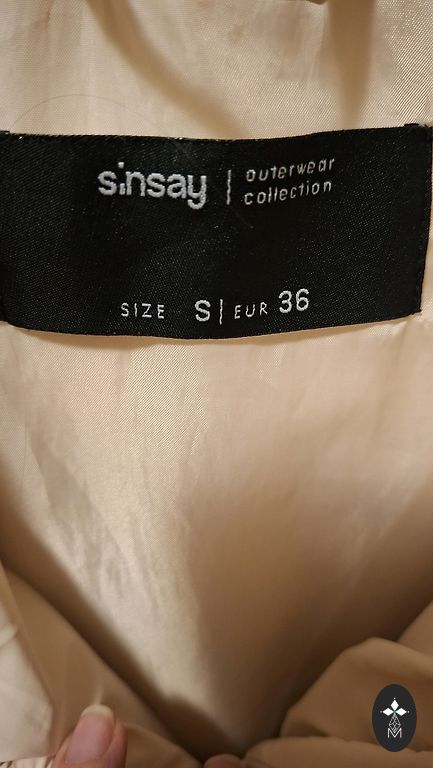 sinsay | outerwear
collection
SIZE S | EUR 36